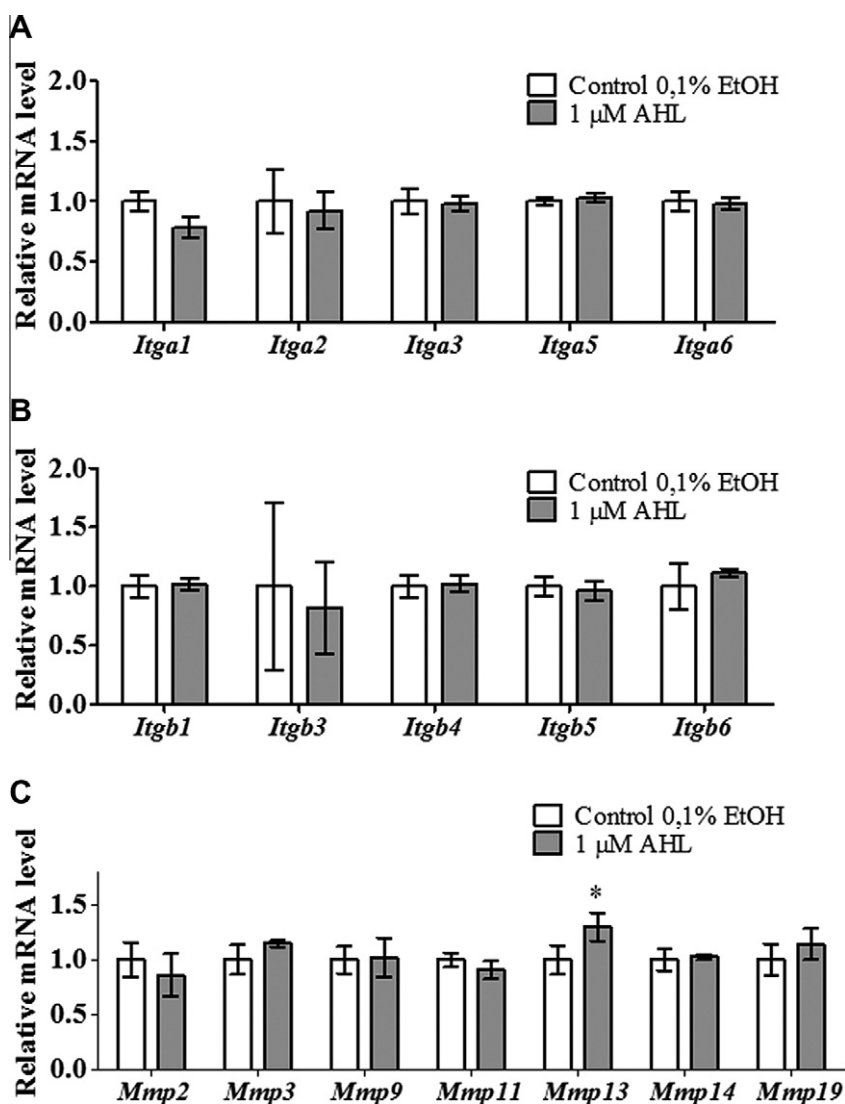 A
Relative mRNA level
2.0
1.5
1.0
0.5
0.0
Control 0,1% EtOH
1 μM AHL
Itga1 Itga2 Itga3 Itga5 Itga6
B
Relative mRNA level
2.0
1.5
1.0
0.5
0.0
Control 0,1% EtOH
1 μM AHL
Itgb1 Itgb3 Itgb4 Itgb5 Itgb6
C
Relative mRNA level
1.5
1.0
0.5
0.0
Control 0,1% EtOH
1 μM AHL
*
Mmp2 Mmp3 Mmp9 Mmp11 Mmp13 Mmp14 Mmp19